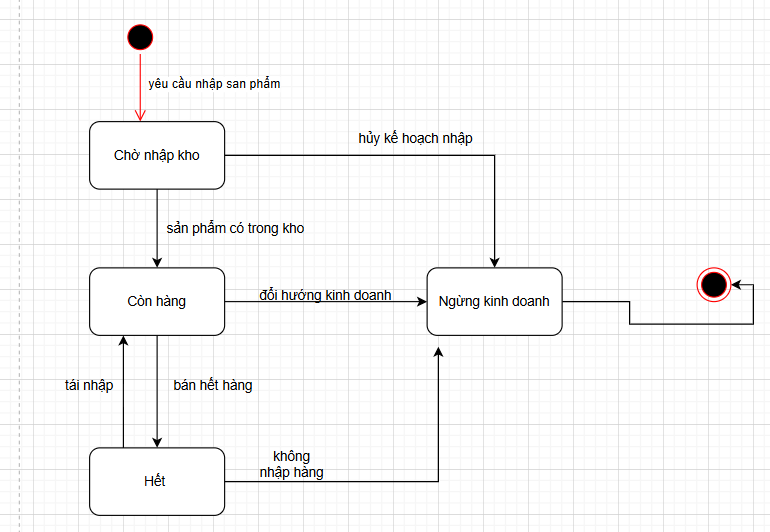 yêu cầu nhập san phẩm
Chờ nhập kho
hủy kế hoạch nhập
sản phẩm có trong kho
Còn hàng
đổi hướng kinh doanh
Ngừng kinh doanh
tái nhập
bán hết hàng
Hết
không
nhập hàng